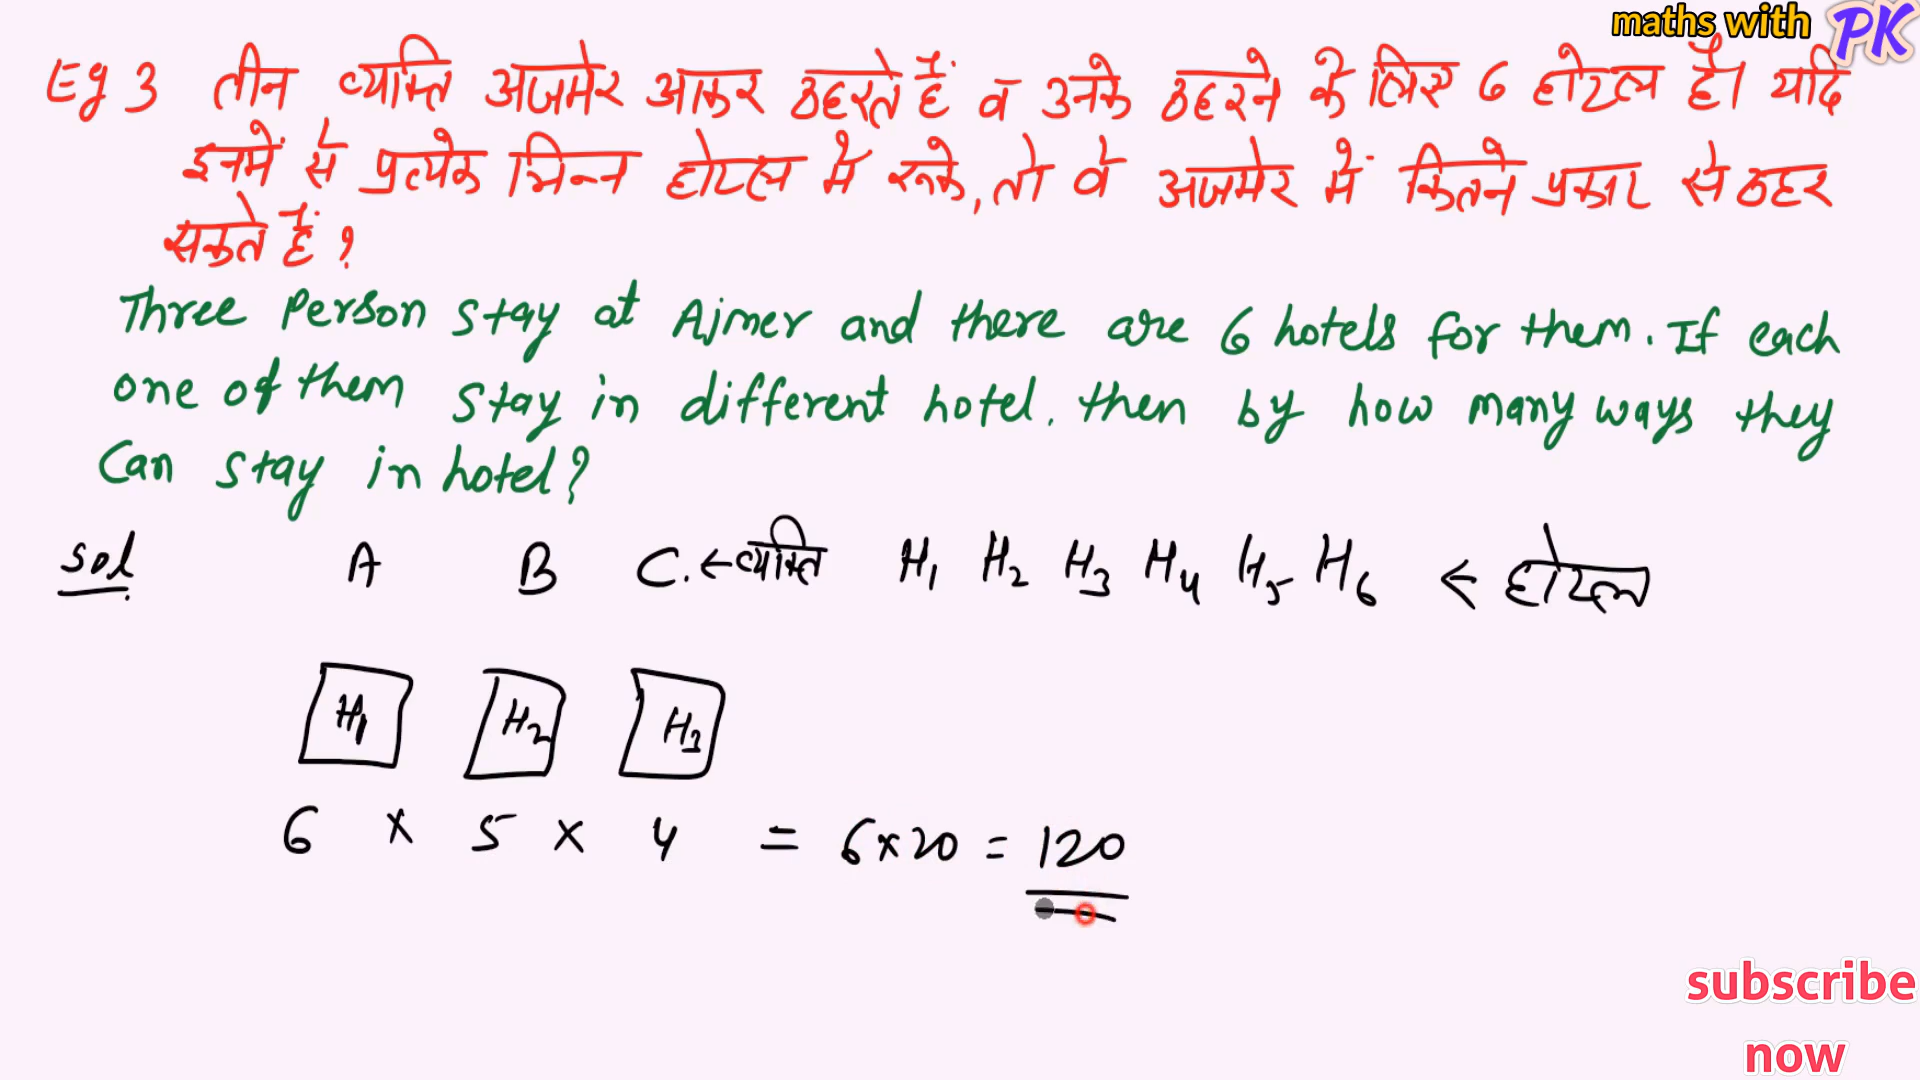 maths with PK
Eg 3 तीन व्यक्ति अजमेर आकर ठहरते हैं व उनके ठहरने के लिए 6 होटल है। यदि
इनमें से प्रत्येक भिन्न होटल में रूके, तो वे अजमेर में कितने प्रकार से ठहर
सकते हैं?
Three Person stay at Ajmer and there are 6 hotels for them. If each
one of them stay in different hotel. then by how many ways they
Can stay in hotel?
Sol A B C. ← व्यक्ति H1 H2 H3 H4 H5 H6 ← होटल
H1 H2 H3
6 × 5 × 4 = 6×20 = 120
subscribe
now